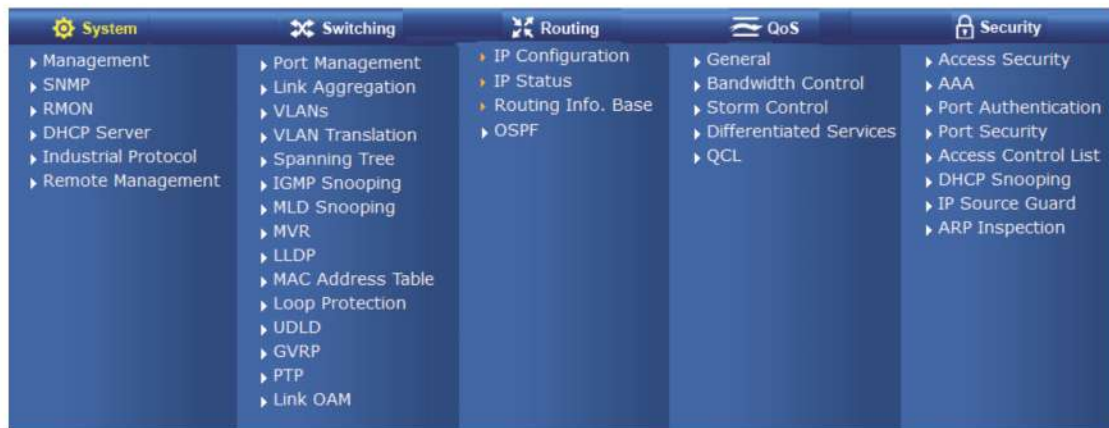 System
Management
SNMP
RMON
DHCP Server
Industrial Protocol
Remote Management
Switching
Port Management
Link Aggregation
VLANs
VLAN Translation
Spanning Tree
IGMP Snooping
MLD Snooping
MVR
LLDP
MAC Address Table
Loop Protection
UDLD
GVRP
PTP
Link OAM
Routing
IP Configuration
IP Status
Routing Info. Base
OSPF
QoS
General
Bandwidth Control
Storm Control
Differentiated Services
QCL
Security
Access Security
AAA
Port Authentication
Port Security
Access Control List
DHCP Snooping
IP Source Guard
ARP Inspection